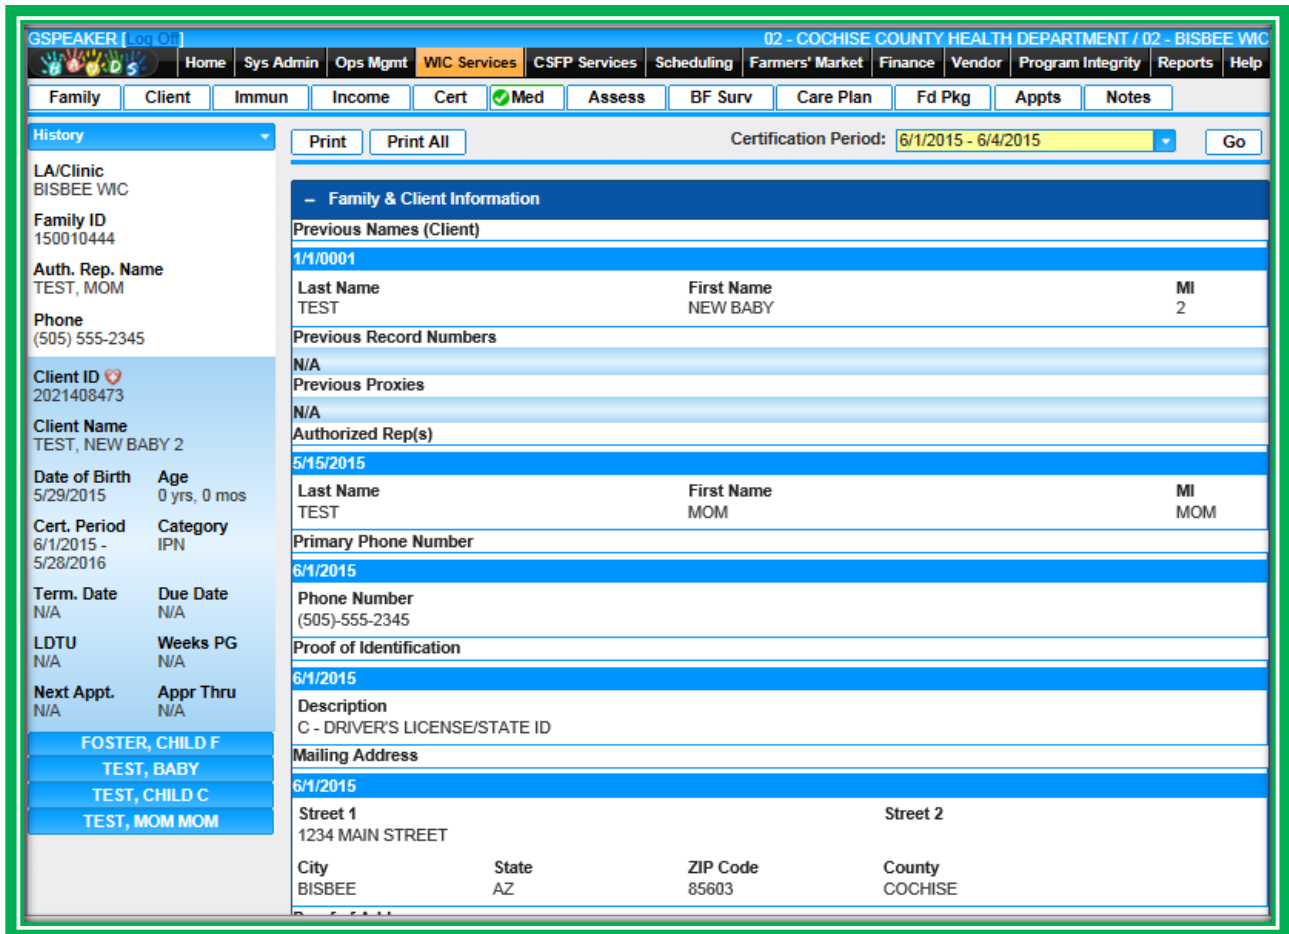 GSPEAKER [Log Off] 02 - COCHISE COUNTY HEALTH DEPARTMENT / 02 - BISBEE WIC
HANDS Home Sys Admin Ops Mgmt WIC Services CSFP Services Scheduling Farmers' Market Finance Vendor Program Integrity Reports Help
Family Client Immun Income Cert Med Assess BF Surv Care Plan Fd Pkg Appts Notes
History
LA/Clinic
BISBEE WIC
Family ID
150010444
Auth. Rep. Name
TEST, MOM
Phone
(505) 555-2345
Client ID
2021408473
Client Name
TEST, NEW BABY 2
Date of Birth Age
5/29/2015 0 yrs, 0 mos
Cert. Period Category
6/1/2015 - IPN
5/28/2016
Term. Date Due Date
N/A N/A
LDTU Weeks PG
N/A N/A
Next Appt. Appr Thru
N/A N/A
FOSTER, CHILD F
TEST, BABY
TEST, CHILD C
TEST, MOM MOM
Print Print All Certification Period: 6/1/2015 - 6/4/2015 Go
– Family & Client Information
Previous Names (Client)
1/1/0001
Last Name First Name MI
TEST NEW BABY 2
Previous Record Numbers
N/A
Previous Proxies
N/A
Authorized Rep(s)
5/15/2015
Last Name First Name MI
TEST MOM MOM
Primary Phone Number
6/1/2015
Phone Number
(505)-555-2345
Proof of Identification
6/1/2015
Description
C - DRIVER'S LICENSE/STATE ID
Mailing Address
6/1/2015
Street 1 Street 2
1234 MAIN STREET
City State ZIP Code County
BISBEE AZ 85603 COCHISE